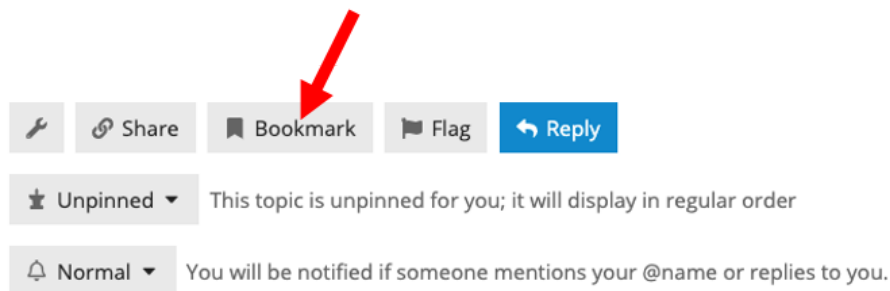 Share Bookmark Flag Reply
Unpinned This topic is unpinned for you; it will display in regular order
Normal You will be notified if someone mentions your @name or replies to you.